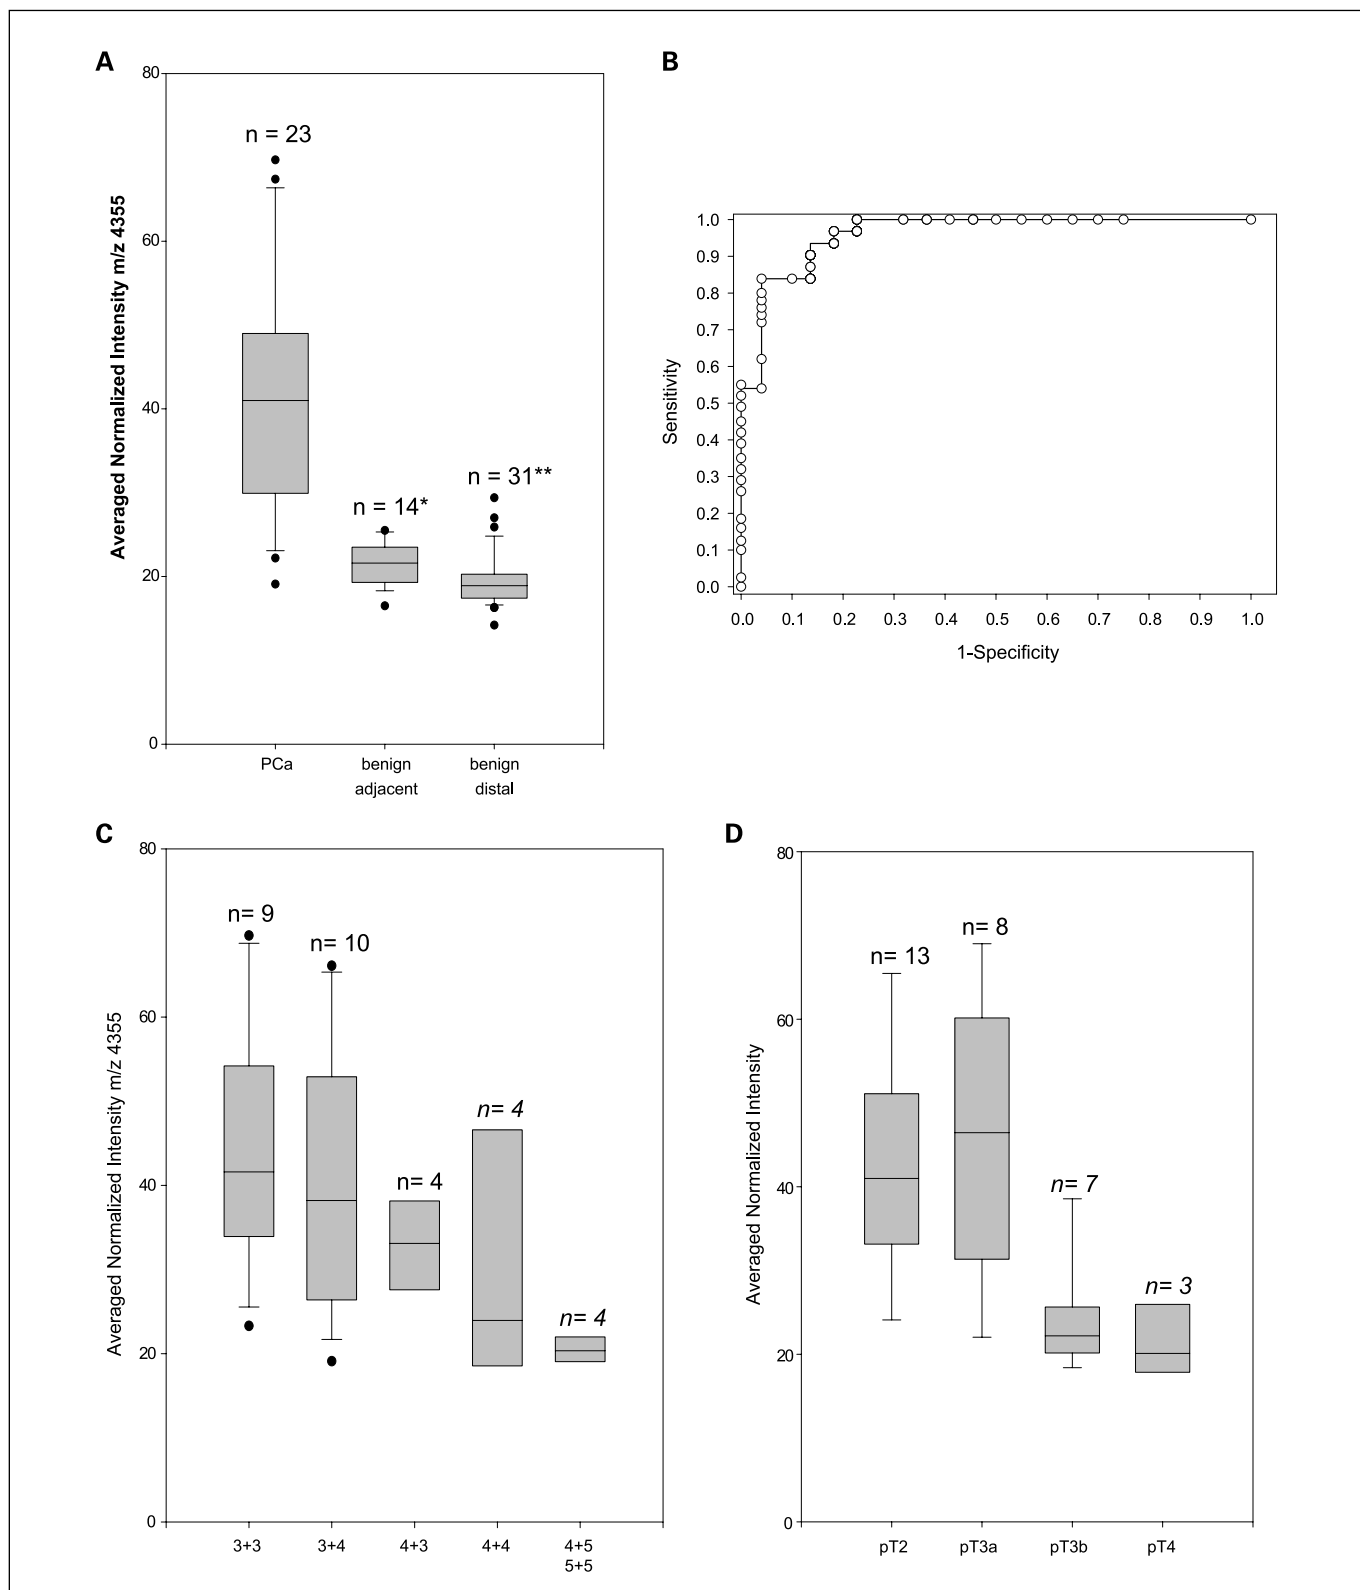 A
Averaged Normalized Intensity m/z 4355
80
60
40
20
0
n = 23
n = 14*
n = 31**
PCa
benign
adjacent
benign
distal
B
Sensitivity
1.0
0.9
0.8
0.7
0.6
0.5
0.4
0.3
0.2
0.1
0.0
0.0 0.1 0.2 0.3 0.4 0.5 0.6 0.7 0.8 0.9 1.0
1-Specificity
C
Averaged Normalized Intensity m/z 4355
80
60
40
20
0
n= 9
n= 10
n= 4
n= 4
n= 4
3+3
3+4
4+3
4+4
4+5
5+5
D
Averaged Normalized Intensity
80
60
40
20
0
n= 13
n= 8
n= 7
n= 3
pT2
pT3a
pT3b
pT4